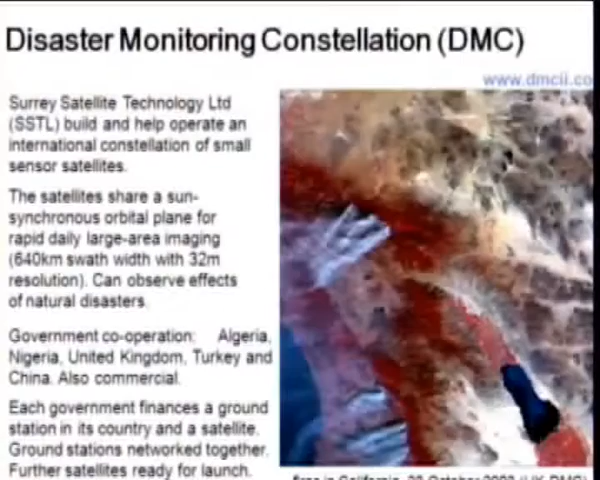 Disaster Monitoring Constellation (DMC)
www.dmcii.co
Surrey Satellite Technology Ltd
(SSTL) build and help operate an
international constellation of small
sensor satellites.
The satellites share a sun-
synchronous orbital plane for
rapid daily large-area imaging
(640km swath width with 32m
resolution). Can observe effects
of natural disasters.
Government co-operation: Algeria,
Nigeria, United Kingdom, Turkey and
China. Also commercial.
Each government finances a ground
station in its country and a satellite.
Ground stations networked together.
Further satellites ready for launch.
fires in California, 28 October 2003 (UK-DMC)